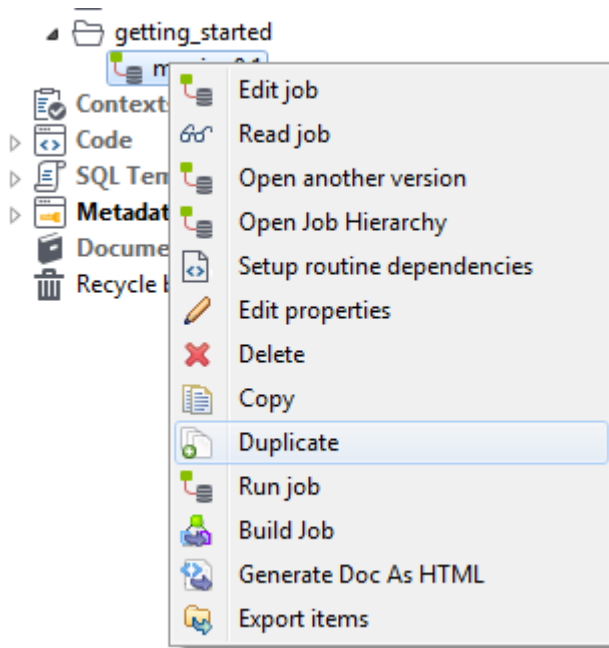 getting_started
Edit job
Contexts
Read job
Code
Open another version
SQL Tem
Open Job Hierarchy
Metadat
Docume
Setup routine dependencies
Recycle
Edit properties
Delete
Copy
Duplicate
Run job
Build Job
Generate Doc As HTML
Export items